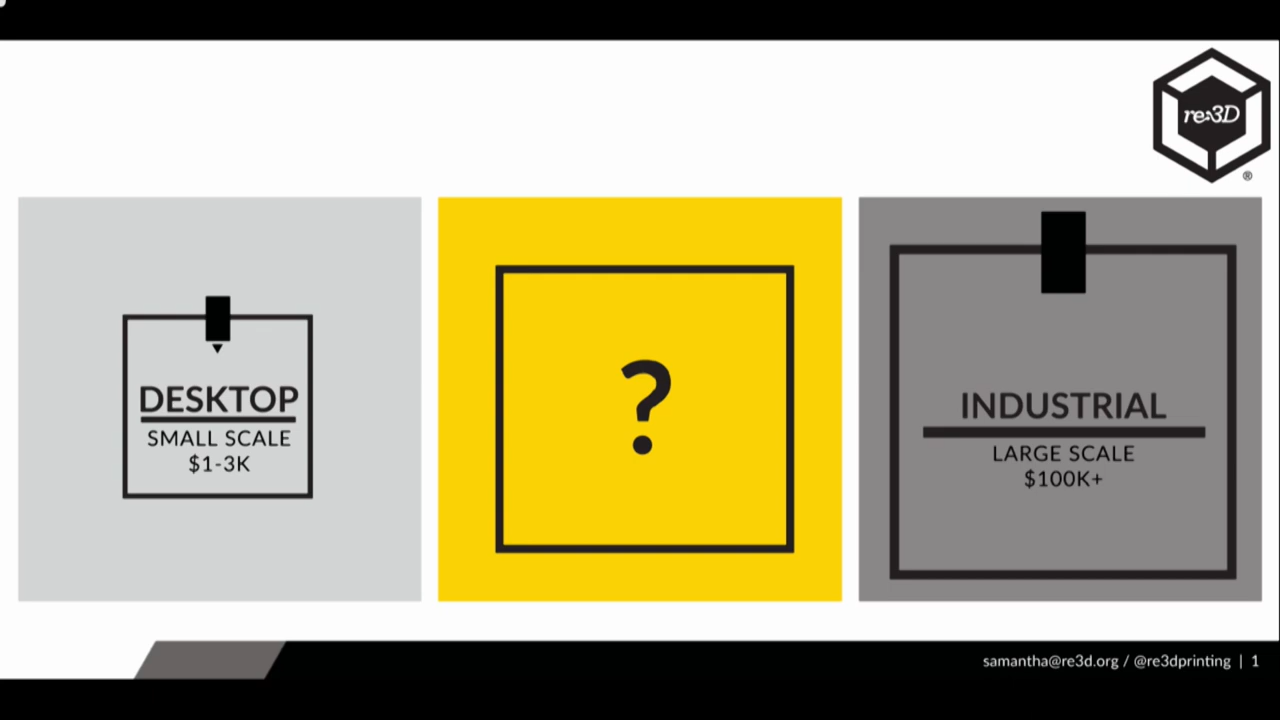 re:3D
®
DESKTOP
SMALL SCALE
$1-3K
?
INDUSTRIAL
LARGE SCALE
$100K+
samantha@re3d.org / @re3dprinting | 1